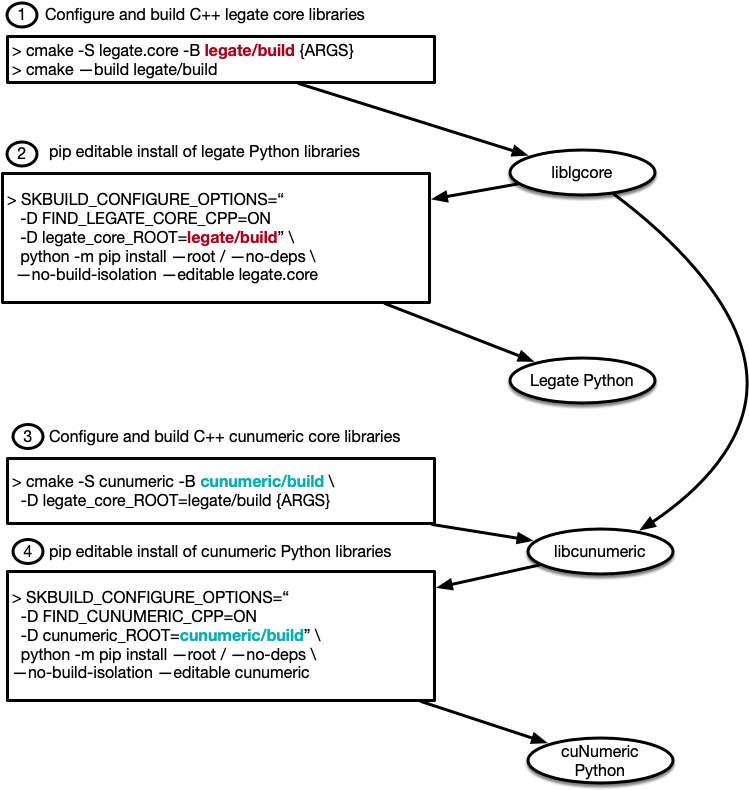 1 Configure and build C++ legate core libraries
> cmake -S legate.core -B legate/build {ARGS}
> cmake —build legate/build
2 pip editable install of legate Python libraries
liblgcore
> SKBUILD_CONFIGURE_OPTIONS=“
-D FIND_LEGATE_CORE_CPP=ON
-D legate_core_ROOT=legate/build” \
python -m pip install —root / —no-deps \
—no-build-isolation —editable legate.core
Legate Python
3 Configure and build C++ cunumeric core libraries
> cmake -S cunumeric -B cunumeric/build \
-D legate_core_ROOT=legate/build {ARGS}
libcunumeric
4 pip editable install of cunumeric Python libraries
> SKBUILD_CONFIGURE_OPTIONS=“
-D FIND_CUNUMERIC_CPP=ON
-D cunumeric_ROOT=cunumeric/build” \
python -m pip install —root / —no-deps \
—no-build-isolation —editable cunumeric
cuNumeric
Python